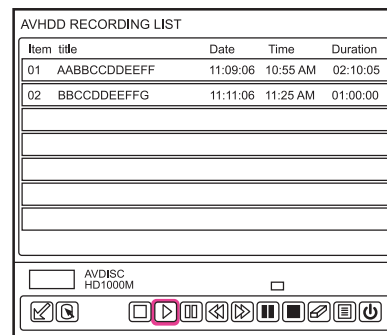 AVHDD RECORDING LIST
Item title Date Time Duration
01 AABBCCDDEEFF 11:09:06 10:55 AM 02:10:05
02 BBCCDDEEFFG 11:11:06 11:25 AM 01:00:00
AVDISC
HD1000M